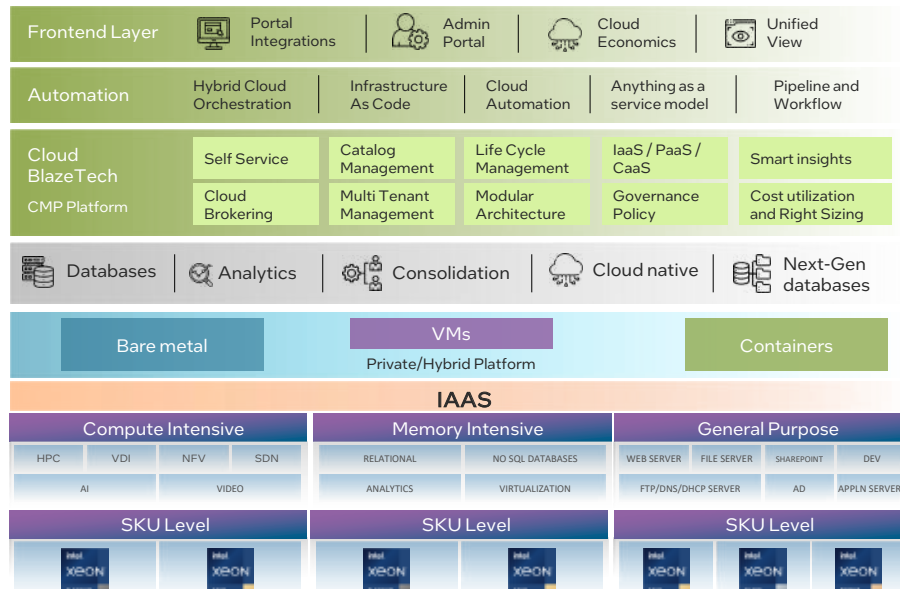 Frontend Layer
Portal
Integrations
Admin
Portal
Cloud
Economics
Unified
View
Automation
Hybrid Cloud
Orchestration
Infrastructure
As Code
Cloud
Automation
Anything as a
service model
Pipeline and
Workflow
Cloud
BlazeTech
CMP Platform
Self Service
Catalog
Management
Life Cycle
Management
IaaS / PaaS /
CaaS
Smart insights
Cloud
Brokering
Multi Tenant
Management
Modular
Architecture
Governance
Policy
Cost utilization
and Right Sizing
Databases
Analytics
Consolidation
Cloud native
Next-Gen
databases
Bare metal
VMs
Private/Hybrid Platform
Containers
IAAS
Compute Intensive
Memory Intensive
General Purpose
HPC
VDI
NFV
SDN
RELATIONAL
NO SQL DATABASES
WEB SERVER
FILE SERVER
SHAREPOINT
DEV
AI
VIDEO
ANALYTICS
VIRTUALIZATION
FTP/DNS/DHCP SERVER
AD
APPLN SERVER
SKU Level
SKU Level
SKU Level
intel
xeon
intel
xeon
intel
xeon
intel
xeon
intel
xeon
intel
xeon
intel
xeon